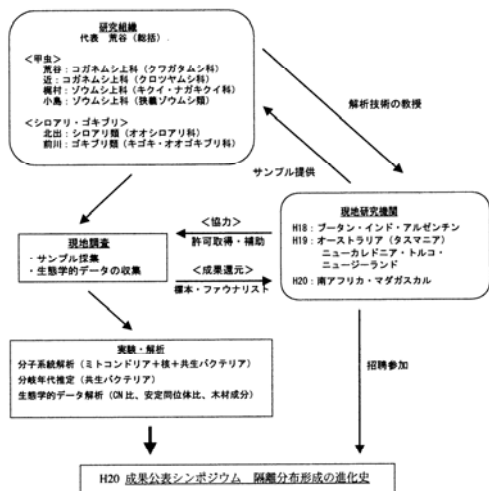 研究組織
代表 荒谷（総括）
＜甲虫＞
荒谷：コガネムシ上科（クワガタムシ科）
近：コガネムシ上科（クロツヤムシ科）
梶村：ゾウムシ上科（キクイ・ナガキクイ科）
小島：ゾウムシ上科（狭義ゾウムシ類）
＜シロアリ・ゴキブリ＞
北出：シロアリ類（オオシロアリ科）
前川：ゴキブリ類（キゴキ・オオゴキブリ科）
解析技術の教授
サンプル提供
現地研究機関
H18：ブータン・インド・アルゼンチン
H19：オーストラリア（タスマニア）
ニューカレドニア・トルコ・
ニュージーランド
H20：南アフリカ・マダガスカル
＜協力＞
許可取得・補助
＜成果還元＞
標本・ファウナリスト
現地調査
・サンプル採集
・生態学的データの収集
実験・解析
分子系統解析（ミトコンドリア＋核＋共生バクテリア）
分岐年代推定（共生バクテリア）
生態学的データ解析（CN比、安定同位体比、木材成分）
招聘参加
H20 成果公表シンポジウム 隔離分布形成の進化史